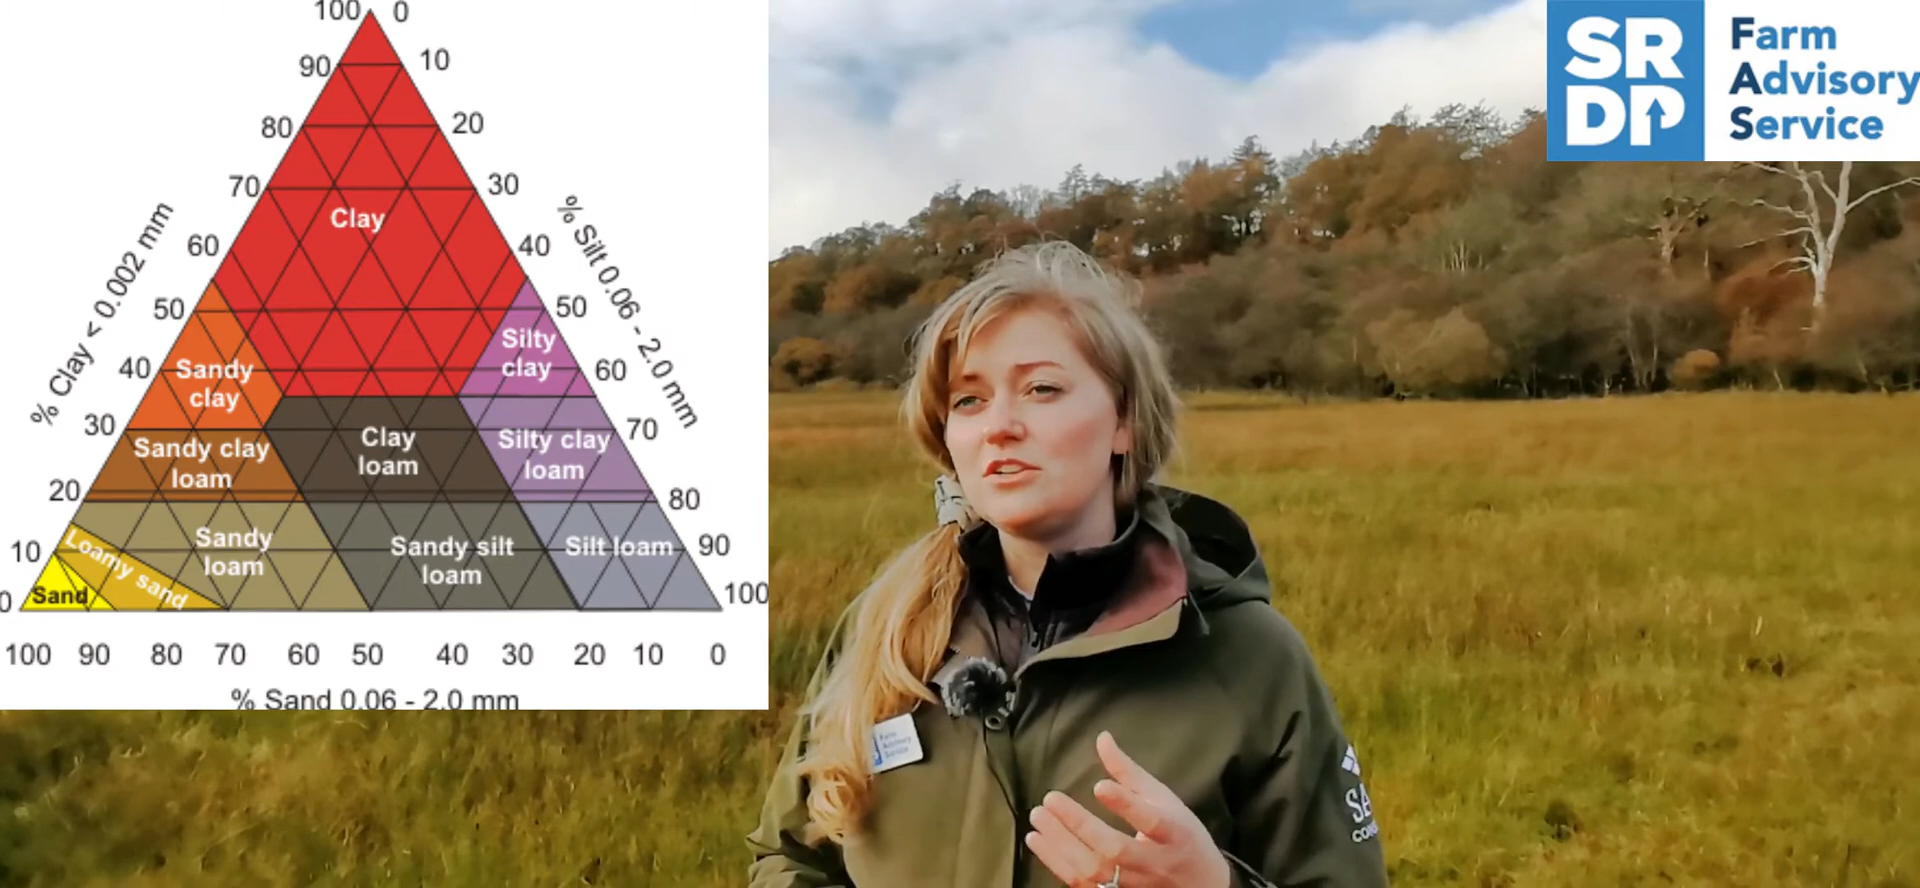 100 0
90 10
80 20
70 30
60 40
50 50
40 60
30 70
20 80
10 90
0 100
% Clay < 0.002 mm
% Silt 0.06 - 2.0 mm
Clay
Silty
clay
Sandy
clay
Sandy clay
loam
Clay
loam
Silty clay
loam
Sandy
loam
Sandy silt
loam
Silt loam
Loamy sand
Sand
100 90 80 70 60 50 40 30 20 10 0
% Sand 0.06 - 2.0 mm
SR
DP
Farm
Advisory
Service
Farm
Advisory
Service